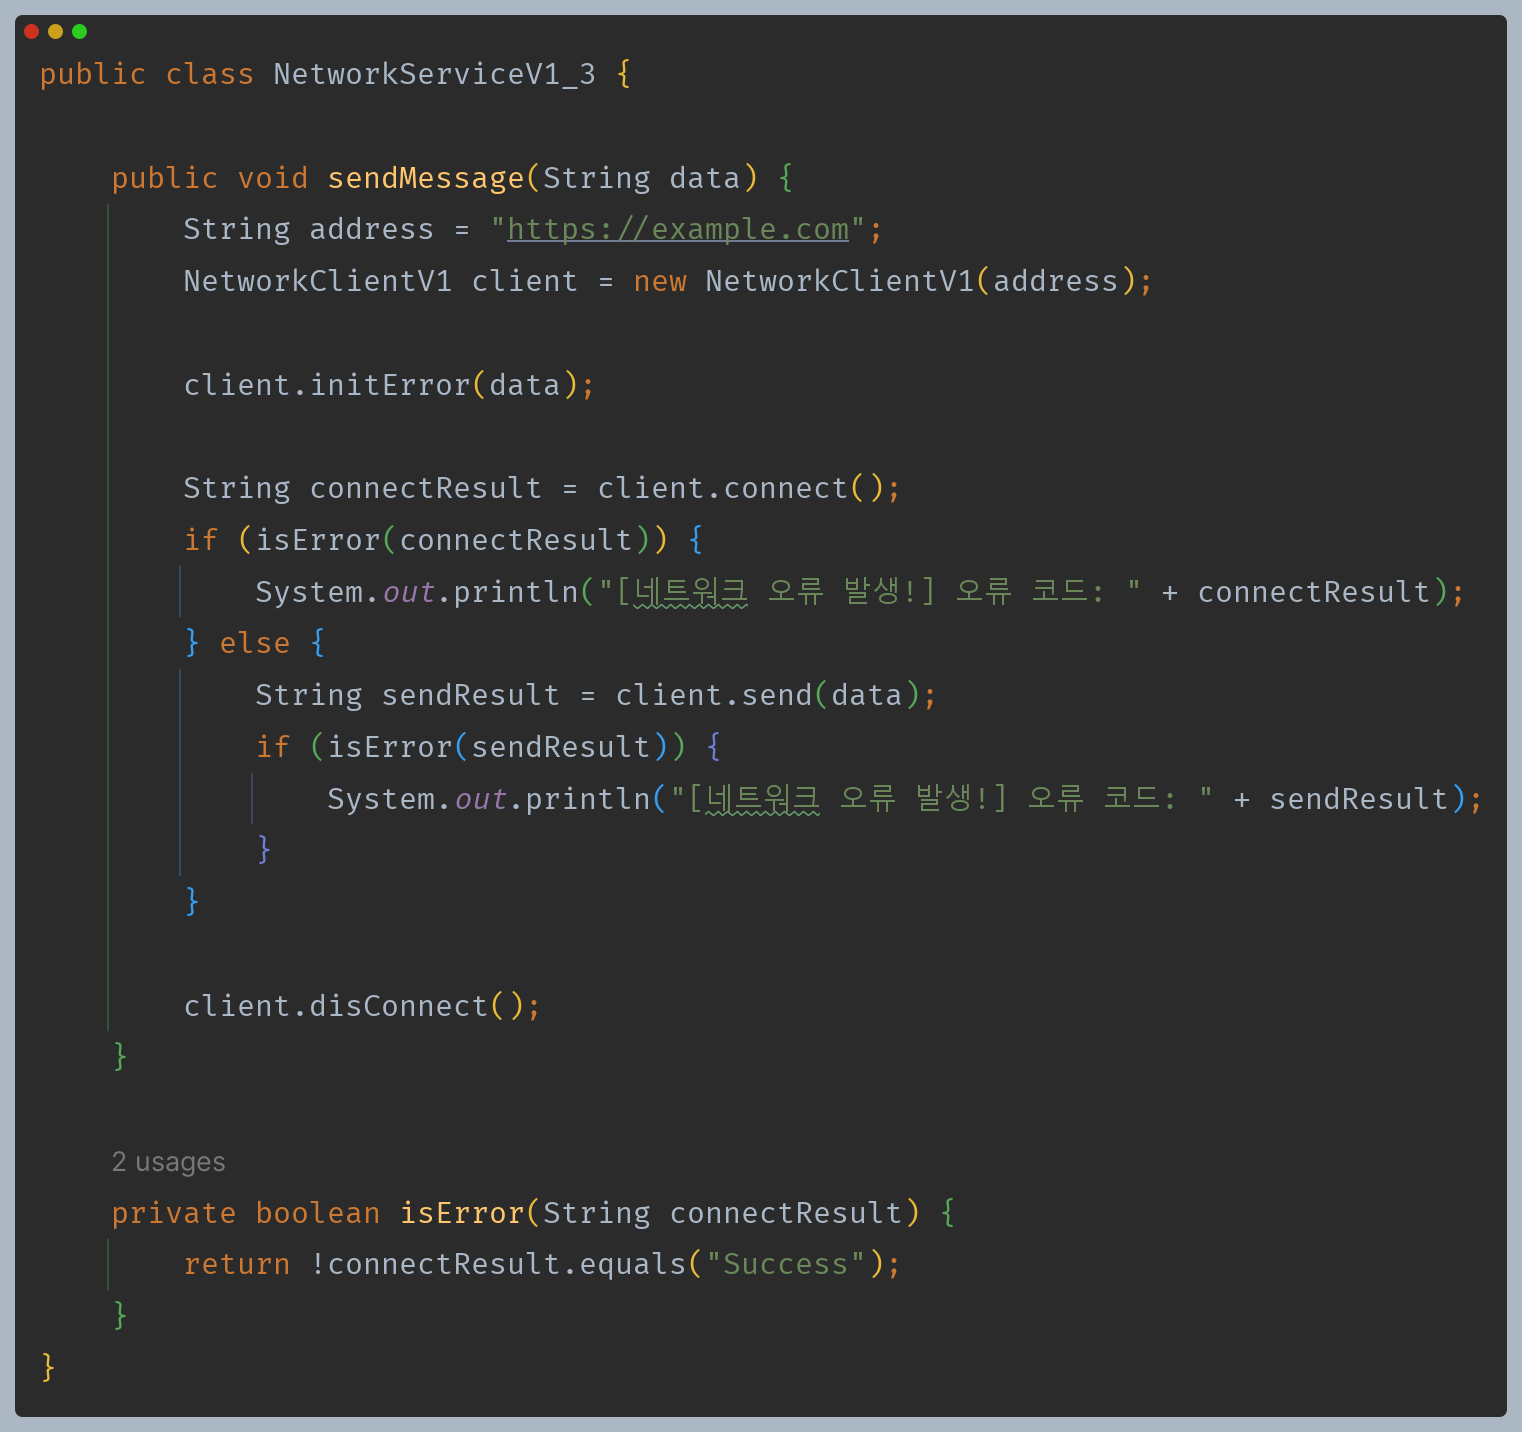 public class NetworkServiceV1_3 {
public void sendMessage(String data) {
String address = "https://example.com";
NetworkClientV1 client = new NetworkClientV1(address);
client.initError(data);
String connectResult = client.connect();
if (isError(connectResult)) {
System.out.println("[네트워크 오류 발생!] 오류 코드: " + connectResult);
} else {
String sendResult = client.send(data);
if (isError(sendResult)) {
System.out.println("[네트워크 오류 발생!] 오류 코드: " + sendResult);
}
}
client.disConnect();
}
2 usages
private boolean isError(String connectResult) {
return !connectResult.equals("Success");
}
}